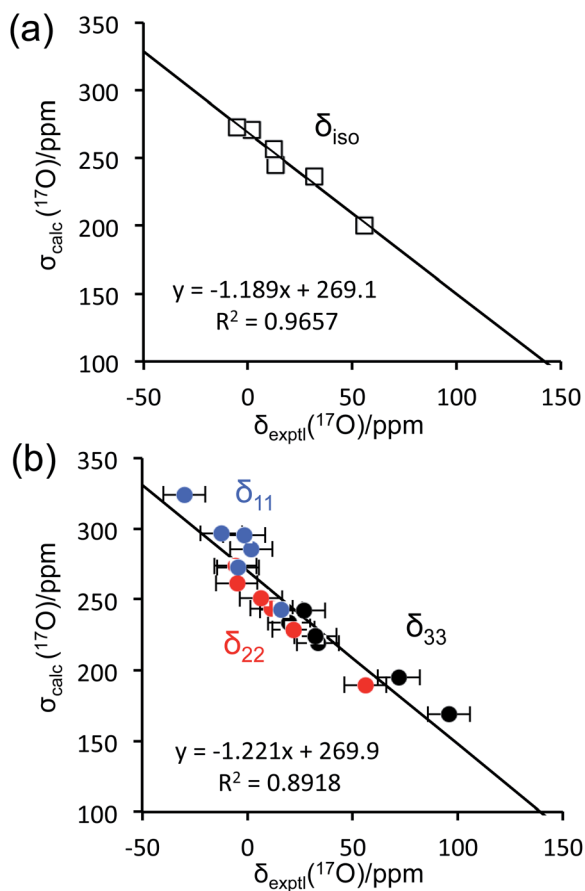 (a)
350
300
250
200
150
100
σcalc(¹⁷O)/ppm
δiso
y = -1.189x + 269.1
R² = 0.9657
-50 0 50 100 150
δexptl(¹⁷O)/ppm
(b)
350
300
250
200
150
100
σcalc(¹⁷O)/ppm
δ11
δ33
δ22
y = -1.221x + 269.9
R² = 0.8918
-50 0 50 100 150
δexptl(¹⁷O)/ppm